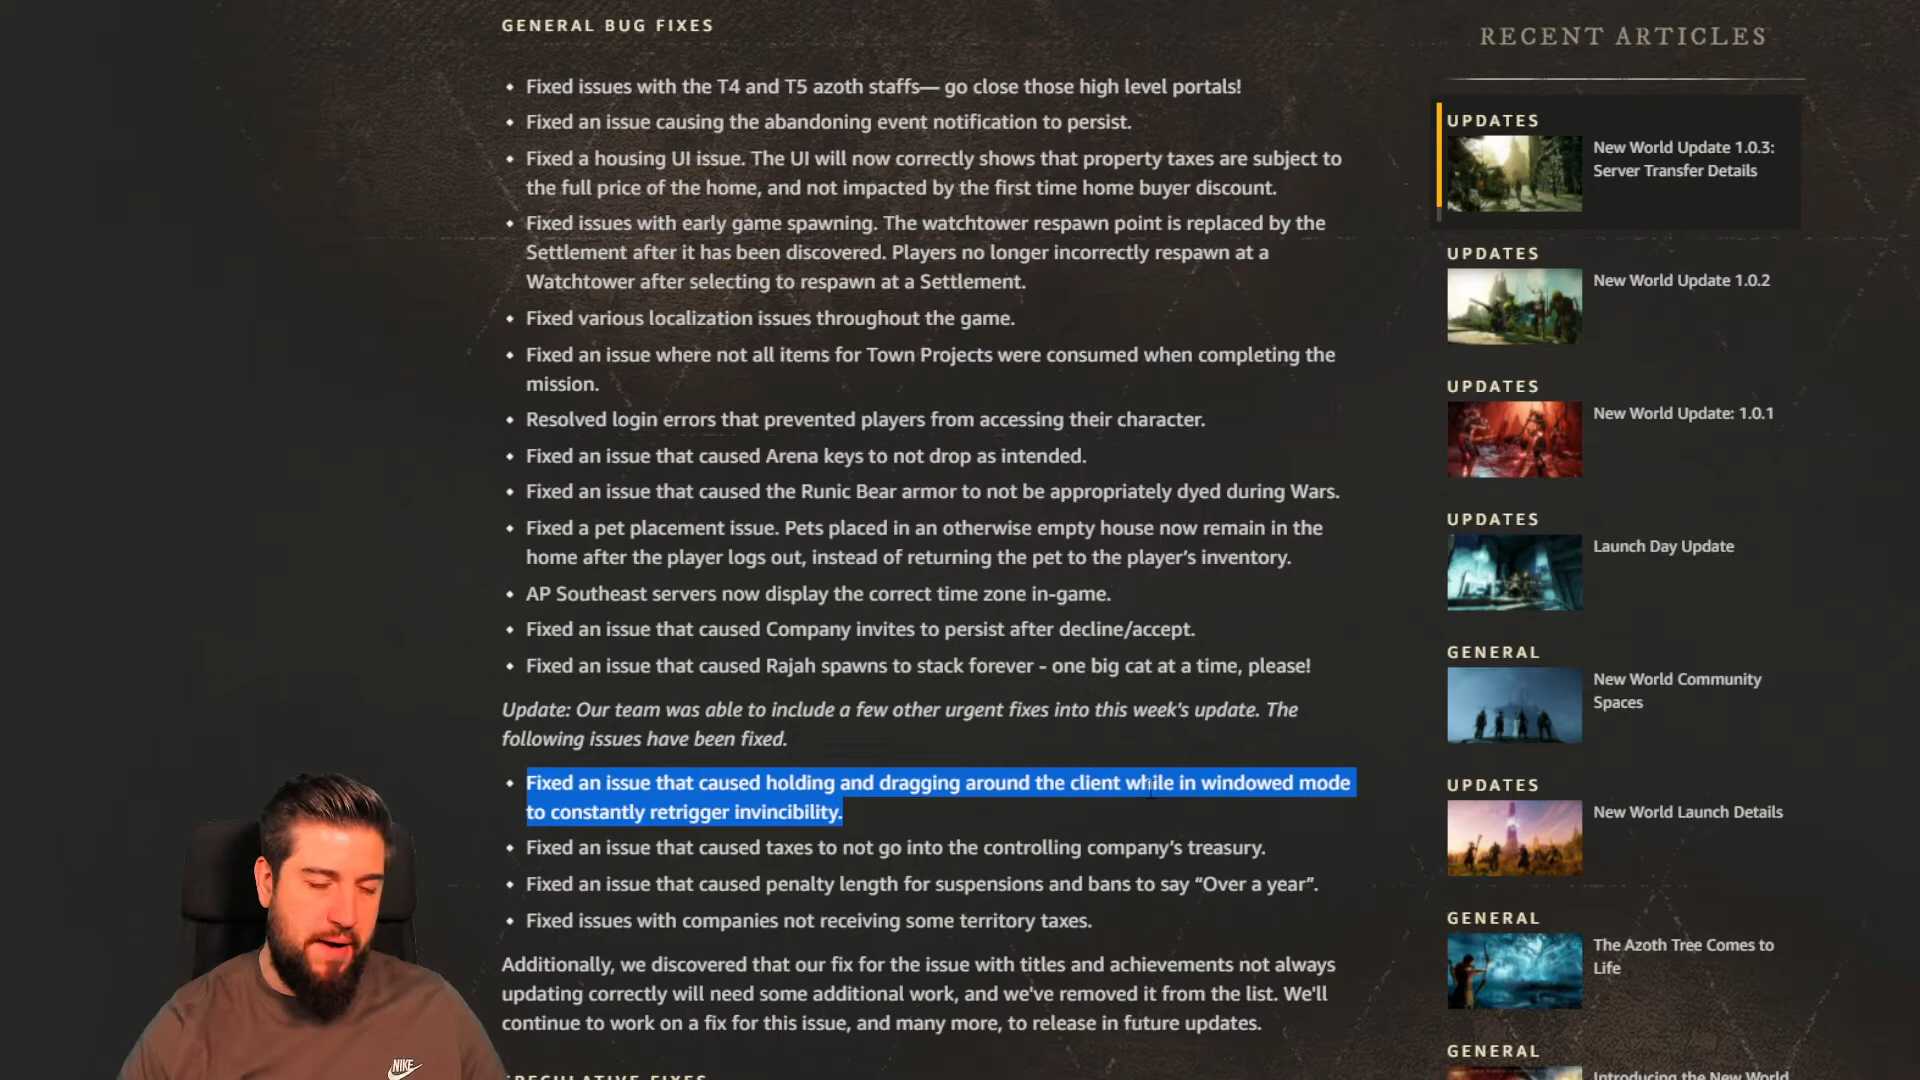 GENERAL BUG FIXES
• Fixed issues with the T4 and T5 azoth staffs— go close those high level portals!
• Fixed an issue causing the abandoning event notification to persist.
• Fixed a housing UI issue. The UI will now correctly shows that property taxes are subject to
the full price of the home, and not impacted by the first time home buyer discount.
• Fixed issues with early game spawning. The watchtower respawn point is replaced by the
Settlement after it has been discovered. Players no longer incorrectly respawn at a
Watchtower after selecting to respawn at a Settlement.
• Fixed various localization issues throughout the game.
• Fixed an issue where not all items for Town Projects were consumed when completing the
mission.
• Resolved login errors that prevented players from accessing their character.
• Fixed an issue that caused Arena keys to not drop as intended.
• Fixed an issue that caused the Runic Bear armor to not be appropriately dyed during Wars.
• Fixed a pet placement issue. Pets placed in an otherwise empty house now remain in the
home after the player logs out, instead of returning the pet to the player’s inventory.
• AP Southeast servers now display the correct time zone in-game.
• Fixed an issue that caused Company invites to persist after decline/accept.
• Fixed an issue that caused Rajah spawns to stack forever - one big cat at a time, please!
Update: Our team was able to include a few other urgent fixes into this week’s update. The
following issues have been fixed.
• Fixed an issue that caused holding and dragging around the client while in windowed mode
to constantly retrigger invincibility.
• Fixed an issue that caused taxes to not go into the controlling company’s treasury.
• Fixed an issue that caused penalty length for suspensions and bans to say “Over a year”.
• Fixed issues with companies not receiving some territory taxes.
Additionally, we discovered that our fix for the issue with titles and achievements not always
updating correctly will need some additional work, and we've removed it from the list. We'll
continue to work on a fix for this issue, and many more, to release in future updates.
SPECULATIVE FIXES
RECENT ARTICLES
UPDATES
New World Update 1.0.3:
Server Transfer Details
UPDATES
New World Update 1.0.2
UPDATES
New World Update: 1.0.1
UPDATES
Launch Day Update
GENERAL
New World Community
Spaces
UPDATES
New World Launch Details
GENERAL
The Azoth Tree Comes to
Life
GENERAL
Introducing the New World
NIKE